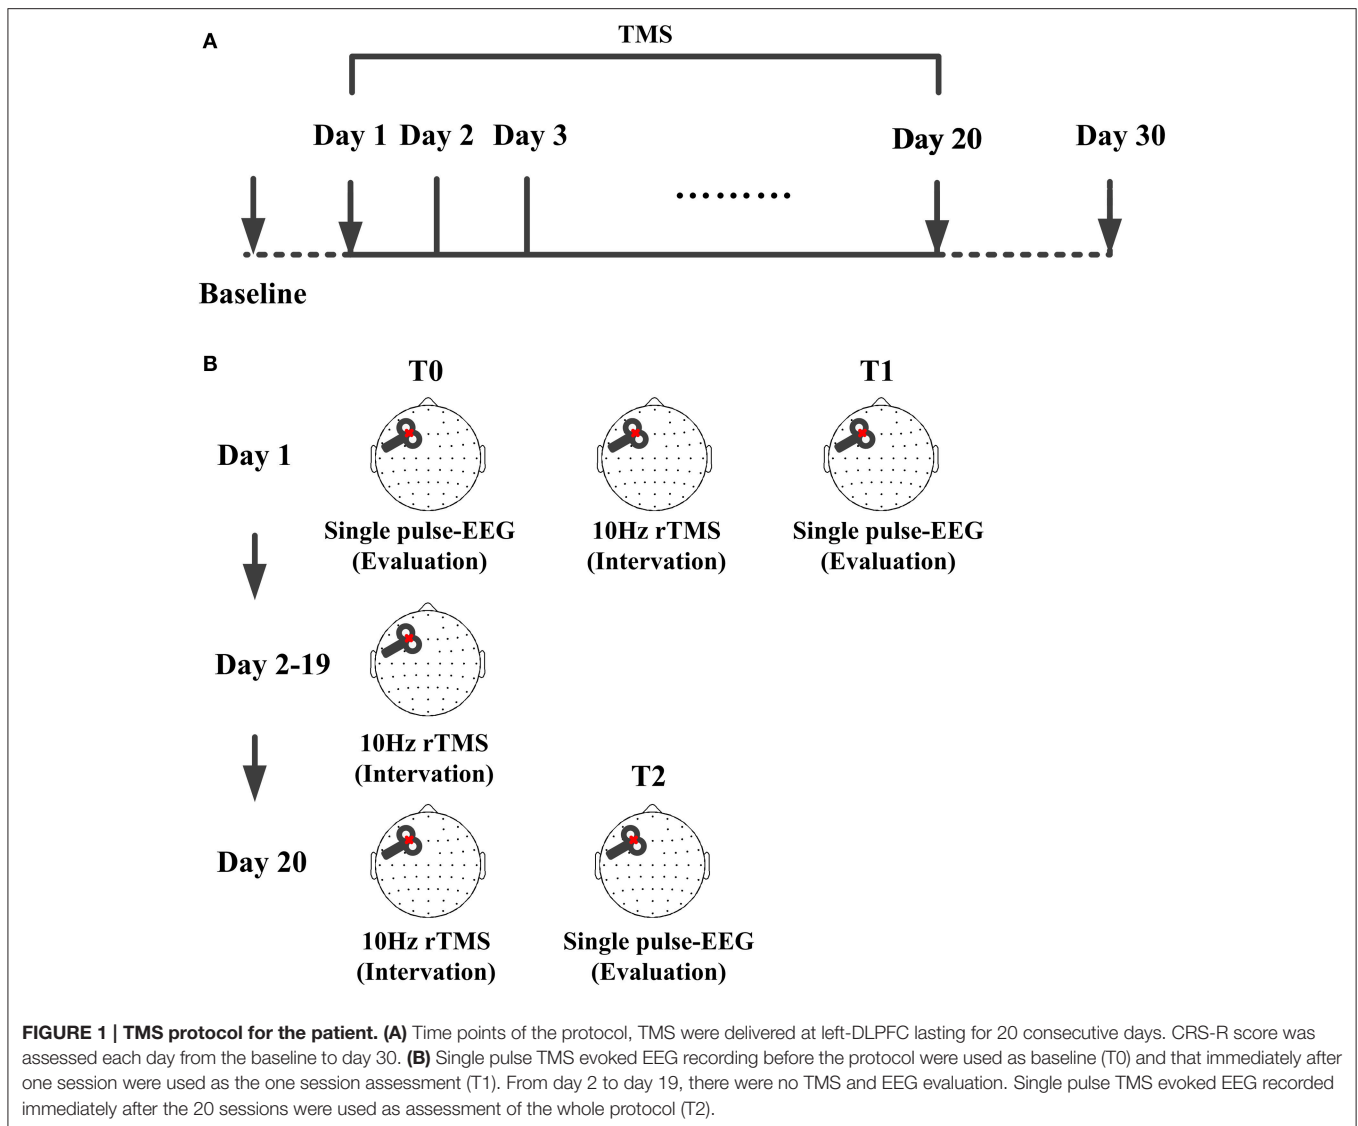 A
TMS
Day 1 Day 2 Day 3 Day 20 Day 30
.........
Baseline
B
T0 T1
Day 1
Single pulse-EEG 10Hz rTMS Single pulse-EEG
(Evaluation) (Intervation) (Evaluation)
Day 2-19
10Hz rTMS
(Intervation)
T2
Day 20
10Hz rTMS Single pulse-EEG
(Intervation) (Evaluation)
FIGURE 1 | TMS protocol for the patient. (A) Time points of the protocol, TMS were delivered at left-DLPFC lasting for 20 consecutive days. CRS-R score was
assessed each day from the baseline to day 30. (B) Single pulse TMS evoked EEG recording before the protocol were used as baseline (T0) and that immediately after
one session were used as the one session assessment (T1). From day 2 to day 19, there were no TMS and EEG evaluation. Single pulse TMS evoked EEG recorded
immediately after the 20 sessions were used as assessment of the whole protocol (T2).